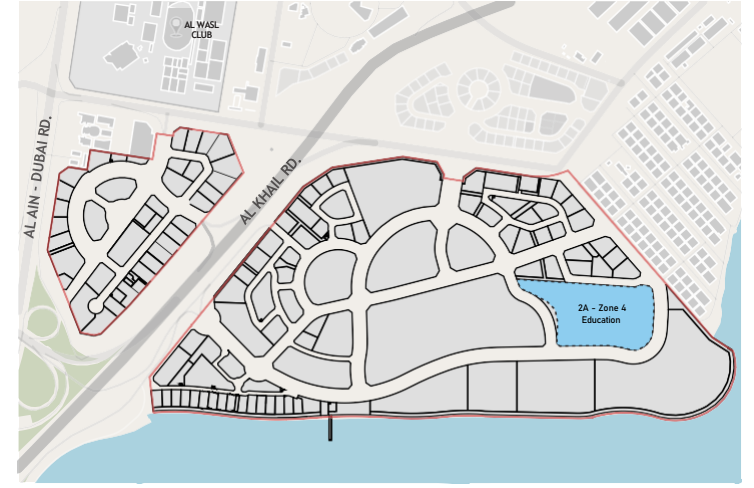 AL WASL
CLUB
AL AIN - DUBAI RD.
AL KHAIL RD.
2A - Zone 4
Education